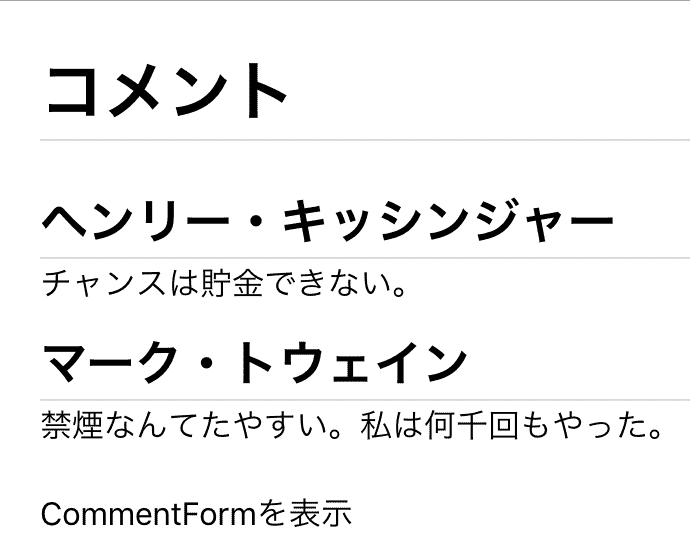 コメント
ヘンリー・キッシンジャー
チャンスは貯金できない。
マーク・トウェイン
禁煙なんてたやすい。私は何千回もやった。
CommentFormを表示